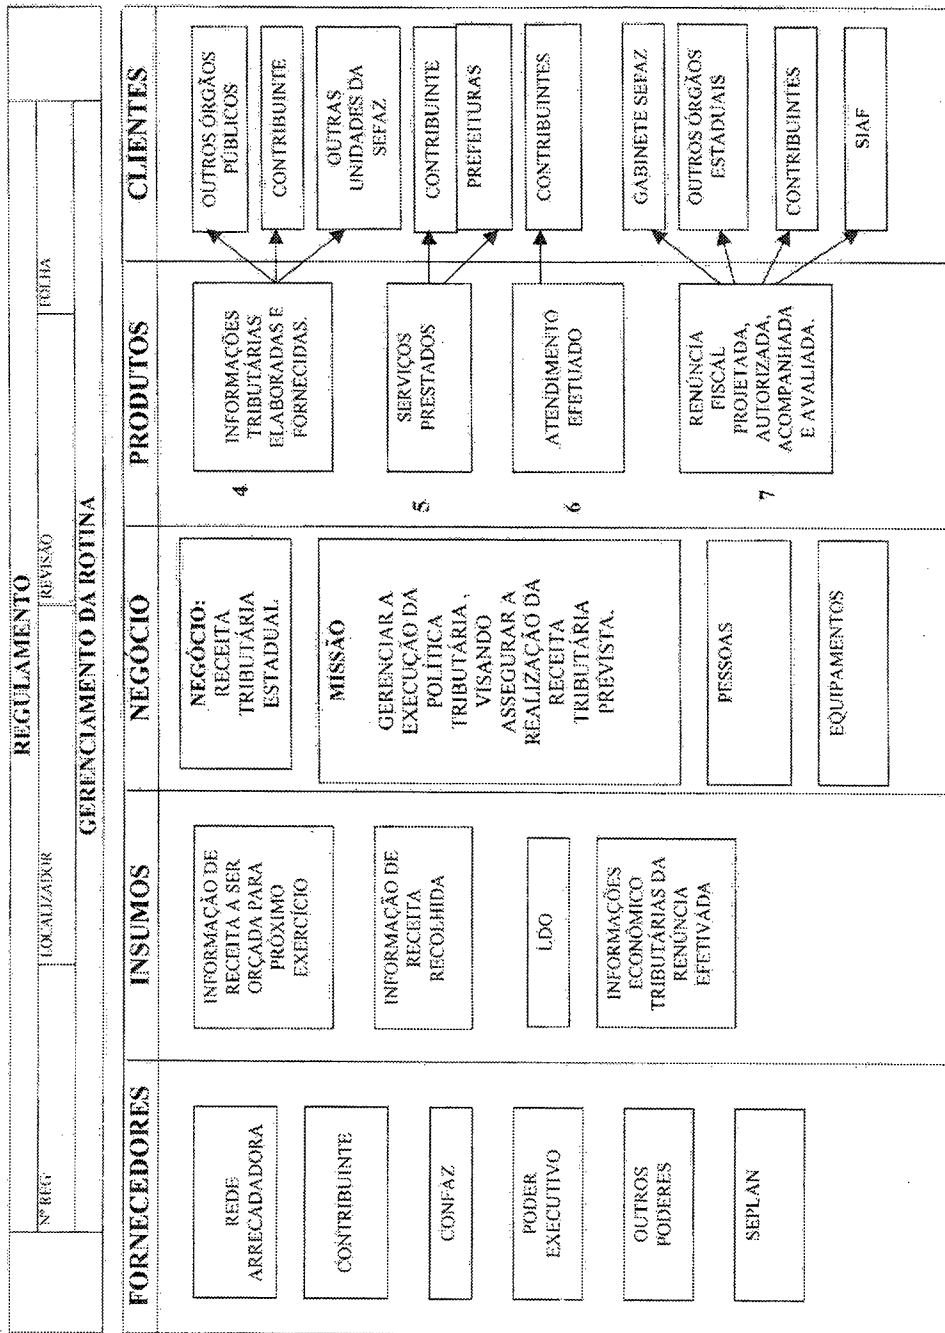 REGULAMENTO
Nº REG
LOCALIZADOR
REVISÃO
FOLHA
GERENCIAMENTO DA ROTINA
FORNECEDORES
INSUMOS
NEGÓCIO
PRODUTOS
CLIENTES
REDE
ARRECADADORA
CONTRIBUINTE
CONFAZ
PODER
EXECUTIVO
OUTROS
PODERES
SEPLAN
INFORMAÇÃO DE
RECEITA A SER
ORÇADA PARA
PRÓXIMO
EXERCÍCIO
INFORMAÇÃO DE
RECEITA
RECOLHIDA
LDO
INFORMAÇÕES
ECONÔMICO
TRIBUTÁRIAS DA
RENÚNCIA
EFETIVADA
NEGÓCIO:
RECEITA
TRIBUTÁRIA
ESTADUAL
MISSÃO
GERENCIAR A
EXECUÇÃO DA
POLÍTICA
TRIBUTÁRIA ,
VISANDO
ASSEGURAR A
REALIZAÇÃO DA
RECEITA
TRIBUTÁRIA
PREVISTA.
PESSOAS
EQUIPAMENTOS
4
INFORMAÇÕES
TRIBUTÁRIAS
ELABORADAS E
FORNECIDAS.
5
SERVIÇOS
PRESTADOS
6
ATENDIMENTO
EFETUADO
7
RENÚNCIA
FISCAL
PROJETADA,
AUTORIZADA,
ACOMPANHADA
E AVALIADA.
OUTROS ÓRGÃOS
PÚBLICOS
CONTRIBUINTE
OUTRAS
UNIDADES DA
SEFAZ
CONTRIBUINTE
PREFEITURAS
CONTRIBUINTES
GABINETE SEFAZ
OUTROS ÓRGÃOS
ESTADUAIS
CONTRIBUINTES
SIAF